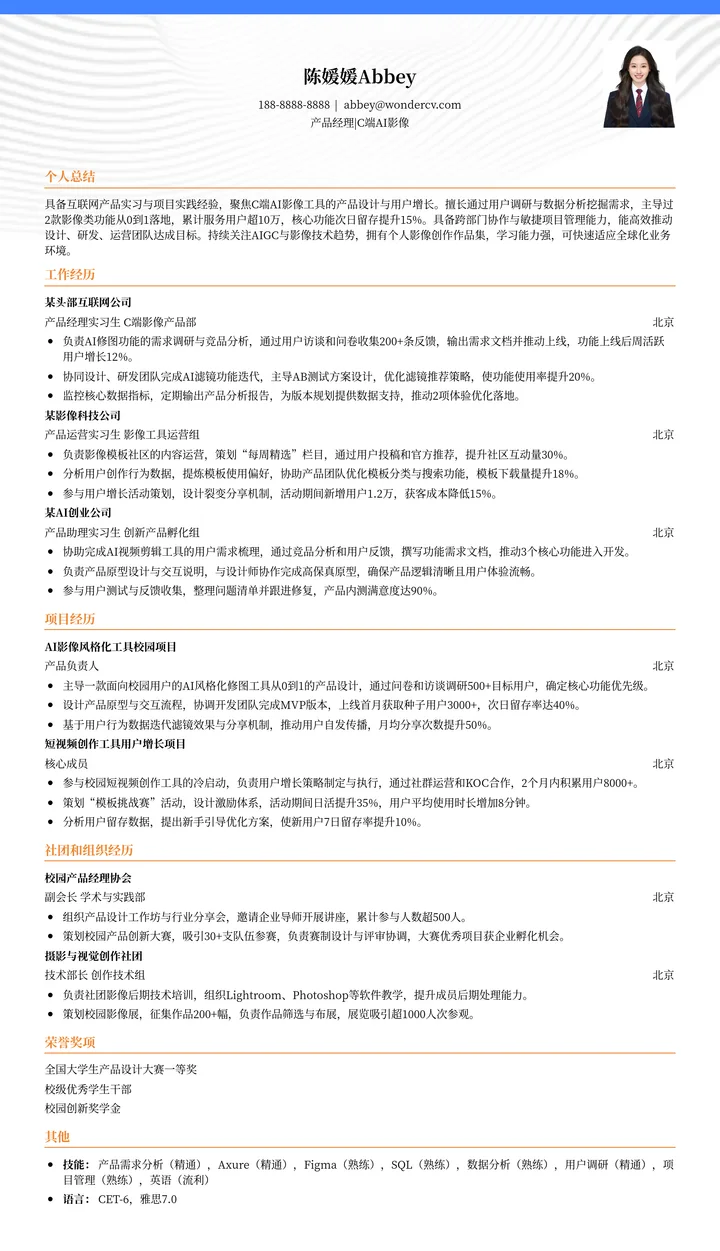 陈媛媛Abbey
188-8888-8888 | abbey@wondercv.com
产品经理|C端AI影像
个人总结
具备互联网产品实习与项目实践经验，聚焦C端AI影像工具的产品设计与用户增长。擅长通过用户调研与数据分析挖掘需求，主导过
2款影像类功能从0到1落地，累计服务用户超10万，核心功能次日留存提升15%。具备跨部门协作与敏捷项目管理能力，能高效推动
设计、研发、运营团队达成目标。持续关注AIGC与影像技术趋势，拥有个人影像创作作品集，学习能力强，可快速适应全球化业务
环境。
工作经历
某头部互联网公司
产品经理实习生 C端影像产品部 北京
• 负责AI修图功能的需求调研与竞品分析，通过用户访谈和问卷收集200+条反馈，输出需求文档并推动上线，功能上线后周活跃
用户增长12%。
• 协同设计、研发团队完成AI滤镜功能迭代，主导AB测试方案设计，优化滤镜推荐策略，使功能使用率提升20%。
• 监控核心数据指标，定期输出产品分析报告，为版本规划提供数据支持，推动2项体验优化落地。
某影像科技公司
产品运营实习生 影像工具运营组 北京
• 负责影像模板社区的内容运营，策划“每周精选”栏目，通过用户投稿和官方推荐，提升社区互动量30%。
• 分析用户创作行为数据，提炼模板使用偏好，协助产品团队优化模板分类与搜索功能，模板下载量提升18%。
• 参与用户增长活动策划，设计裂变分享机制，活动期间新增用户1.2万，获客成本降低15%。
某AI创业公司
产品助理实习生 创新产品孵化组 北京
• 协助完成AI视频剪辑工具的用户需求梳理，通过竞品分析和用户反馈，撰写功能需求文档，推动3个核心功能进入开发。
• 负责产品原型设计与交互说明，与设计师协作完成高保真原型，确保产品逻辑清晰且用户体验流畅。
• 参与用户测试与反馈收集，整理问题清单并跟进修复，产品内测满意度达90%。
项目经历
AI影像风格化工具校园项目
产品负责人 北京
• 主导一款面向校园用户的AI风格化修图工具从0到1的产品设计，通过问卷和访谈调研500+目标用户，确定核心功能优先级。
• 设计产品原型与交互流程，协调开发团队完成MVP版本，上线首月获取种子用户3000+，次日留存率达40%。
• 基于用户行为数据迭代滤镜效果与分享机制，推动用户自发传播，月均分享次数提升50%。
短视频创作工具用户增长项目
核心成员 北京
• 参与校园短视频创作工具的冷启动，负责用户增长策略制定与执行，通过社群运营和KOC合作，2个月内积累用户8000+。
• 策划“模板挑战赛”活动，设计激励体系，活动期间日活提升35%，用户平均使用时长增加8分钟。
• 分析用户留存数据，提出新手引导优化方案，使新用户7日留存率提升10%。
社团和组织经历
校园产品经理协会
副会长 学术与实践部 北京
• 组织产品设计工作坊与行业分享会，邀请企业导师开展讲座，累计参与人数超500人。
• 策划校园产品创新大赛，吸引30+支队伍参赛，负责赛制设计与评审协调，大赛优秀项目获企业孵化机会。
摄影与视觉创作社团
技术部长 创作技术组 北京
• 负责社团影像后期技术培训，组织Lightroom、Photoshop等软件教学，提升成员后期处理能力。
• 策划校园影像展，征集作品200+幅，负责作品筛选与布展，展览吸引超1000人次参观。
荣誉奖项
全国大学生产品设计大赛一等奖
校级优秀学生干部
校园创新奖学金
其他
• 技能： 产品需求分析（精通）, Axure（精通）, Figma（熟练）, SQL（熟练）, 数据分析（熟练）, 用户调研（精通）, 项
目管理（熟练）, 英语（流利）
• 语言： CET-6，雅思7.0